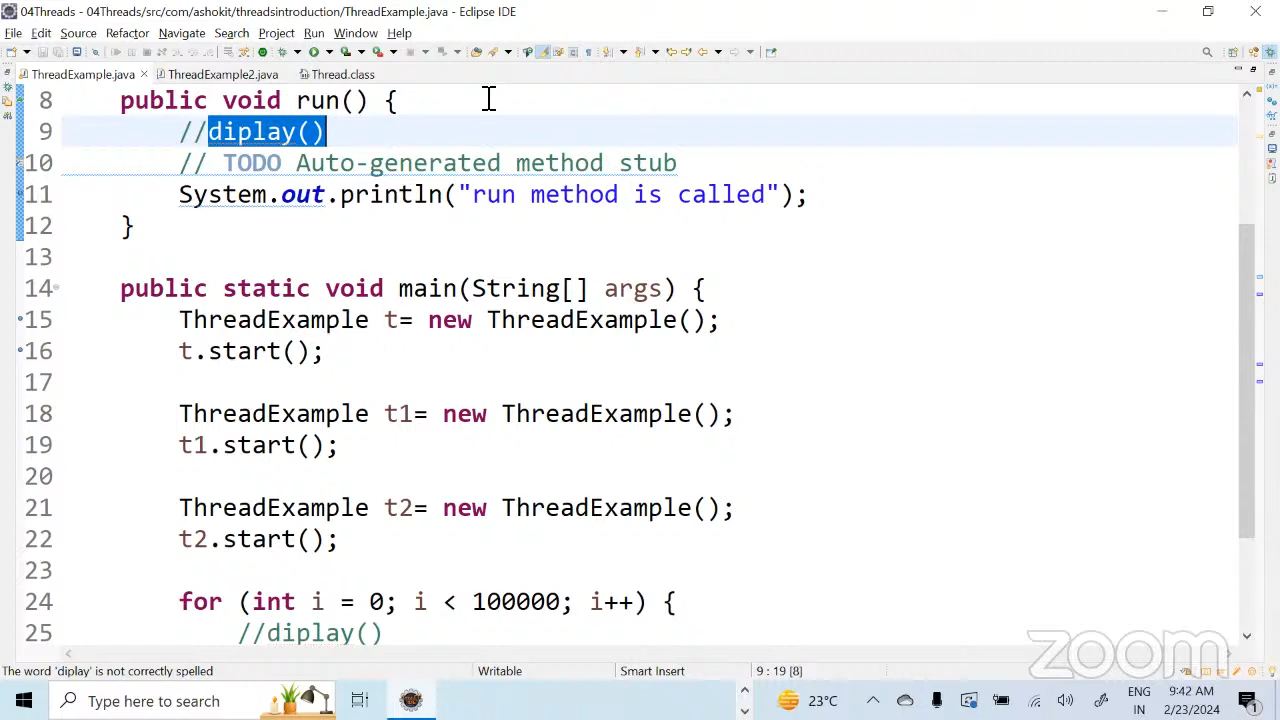 04Threads - 04Threads/src/com/ashokit/threadsintroduction/ThreadExample.java - Eclipse IDE
File Edit Source Refactor Navigate Search Project Run Window Help
ThreadExample.java ThreadExample2.java Thread.class
8 public void run() {
9 //diplay()
10 // TODO Auto-generated method stub
11 System.out.println("run method is called");
12 }
13
14 public static void main(String[] args) {
15 ThreadExample t= new ThreadExample();
16 t.start();
17
18 ThreadExample t1= new ThreadExample();
19 t1.start();
20
21 ThreadExample t2= new ThreadExample();
22 t2.start();
23
24 for (int i = 0; i < 100000; i++) {
25 //diplay()
zoom
The word 'diplay' is not correctly spelled Writable Smart Insert 9 : 19 [8]
Type here to search 23°C ENG IN 9:42 AM 2/23/2024 1